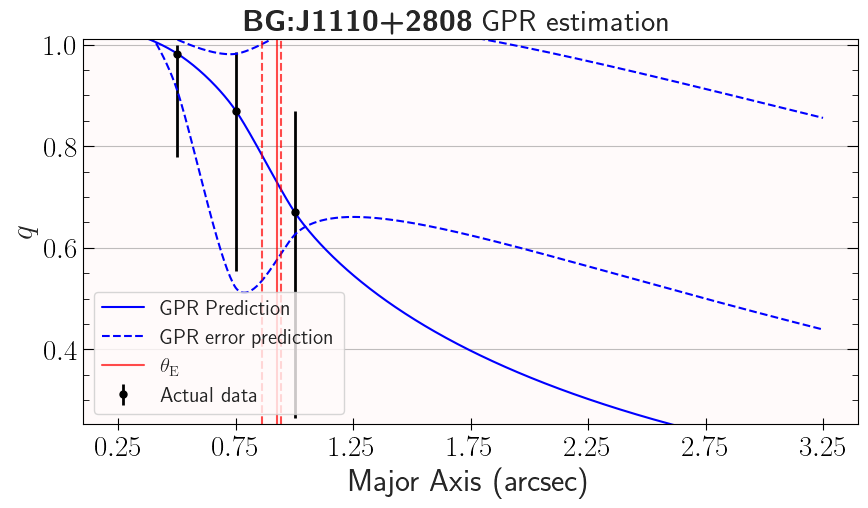 BG:J1110+2808 GPR estimation
1.0
0.8
0.6
0.4
q
GPR Prediction
GPR error prediction
θE
Actual data
0.25 0.75 1.25 1.75 2.25 2.75 3.25
Major Axis (arcsec)